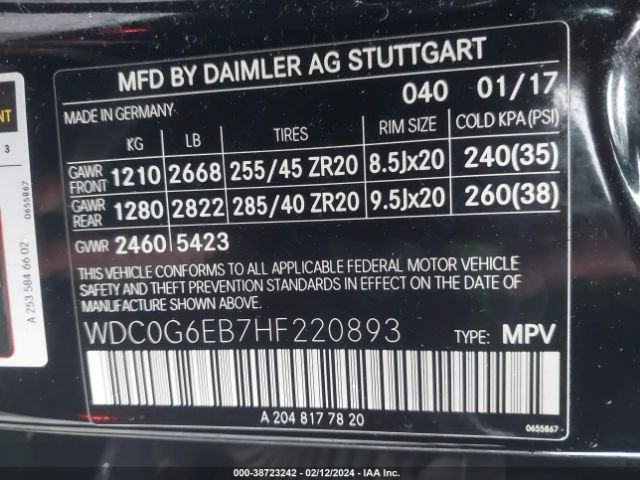 MFD BY DAIMLER AG STUTTGART
MADE IN GERMANY 040 01/17
KG LB TIRES RIM SIZE COLD KPA(PSI)
GAWR FRONT 1210 2668 255/45 ZR20 8.5Jx20 240(35)
GAWR REAR 1280 2822 285/40 ZR20 9.5Jx20 260(38)
GVWR 2460 5423
THIS VEHICLE CONFORMS TO ALL APPLICABLE FEDERAL MOTOR VEHICLE
SAFETY AND THEFT PREVENTION STANDARDS IN EFFECT ON THE DATE OF
MANUFACTURE SHOWN ABOVE.
WDC0G6EB7HF220893 TYPE: MPV
A 204 817 78 20
0655867
3
0655867
A 253 584 66 02
000-38723242 - 02/12/2024 - IAA Inc.